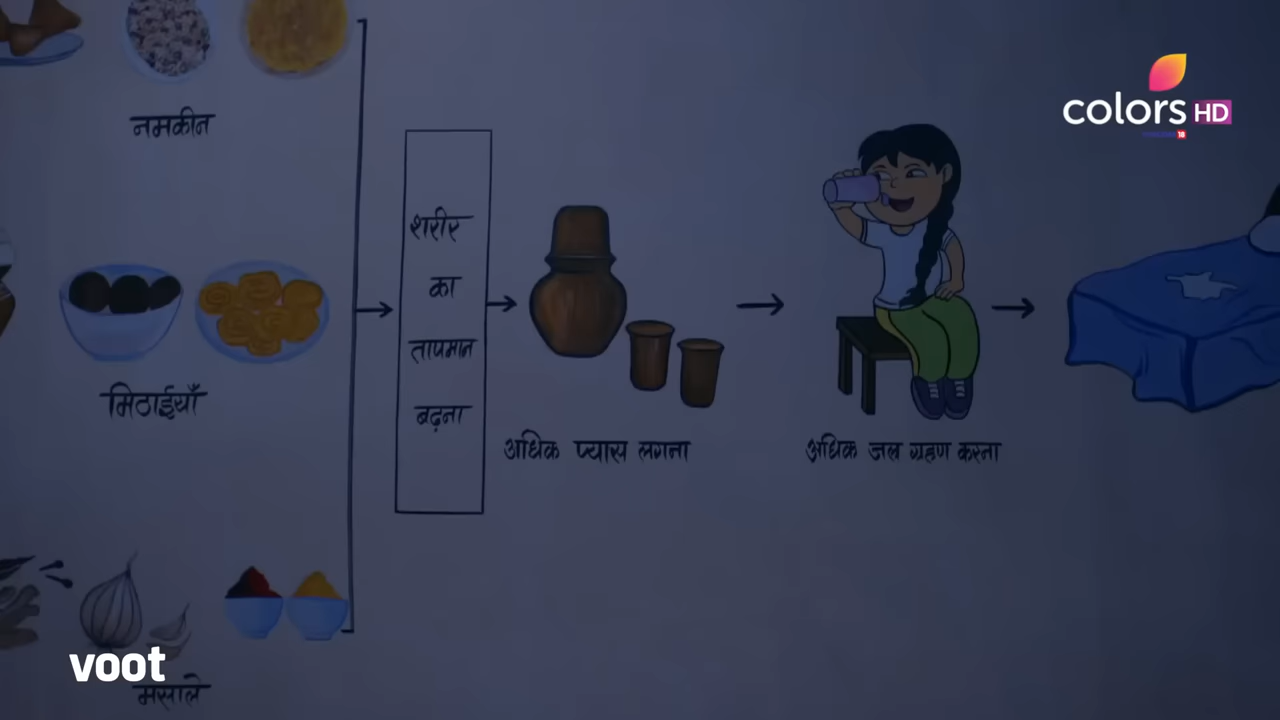 colors HD
नमकीन
शरीर
का
तापमान
बढ़ना
मिठाईयाँ
अधिक प्यास लगना
अधिक जल ग्रहण करना
voot
मसाले